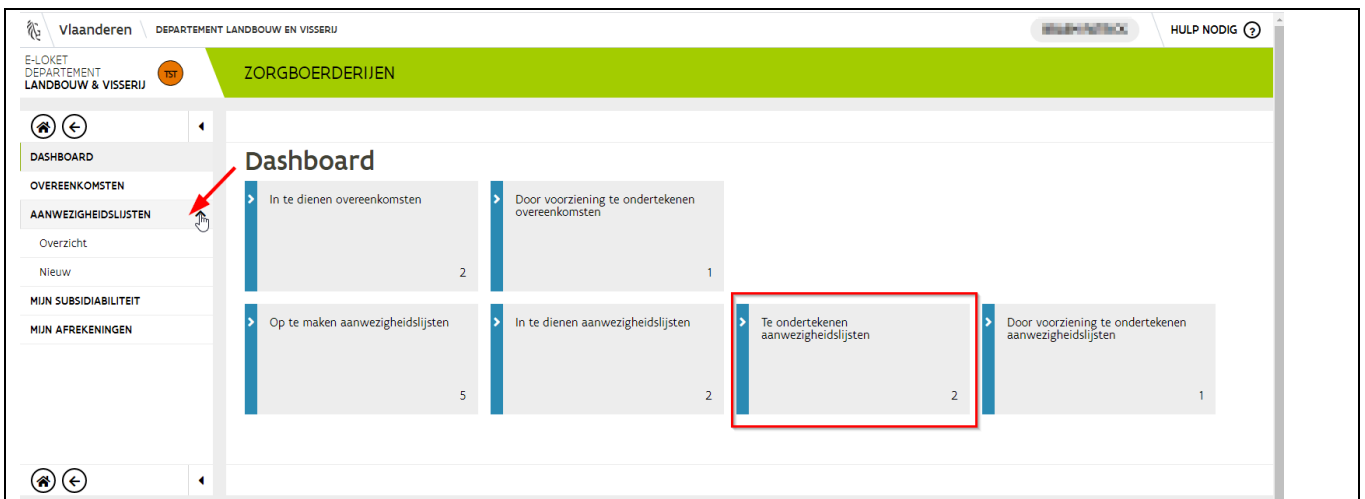 Vlaanderen DEPARTEMENT LANDBOUW EN VISSERIJ
HULP NODIG ?
E-LOKET
DEPARTEMENT
LANDBOUW & VISSERIJ
TST
ZORGBOERDERIJEN
DASHBOARD
OVEREENKOMSTEN
AANWEZIGHEIDSLIJSTEN
Overzicht
Nieuw
MIJN SUBSIDIABILITEIT
MIJN AFREKENINGEN
Dashboard
In te dienen overeenkomsten
2
Door voorziening te ondertekenen
overeenkomsten
1
Op te maken aanwezigheidslijsten
5
In te dienen aanwezigheidslijsten
2
Te ondertekenen
aanwezigheidslijsten
2
Door voorziening te ondertekenen
aanwezigheidslijsten
1